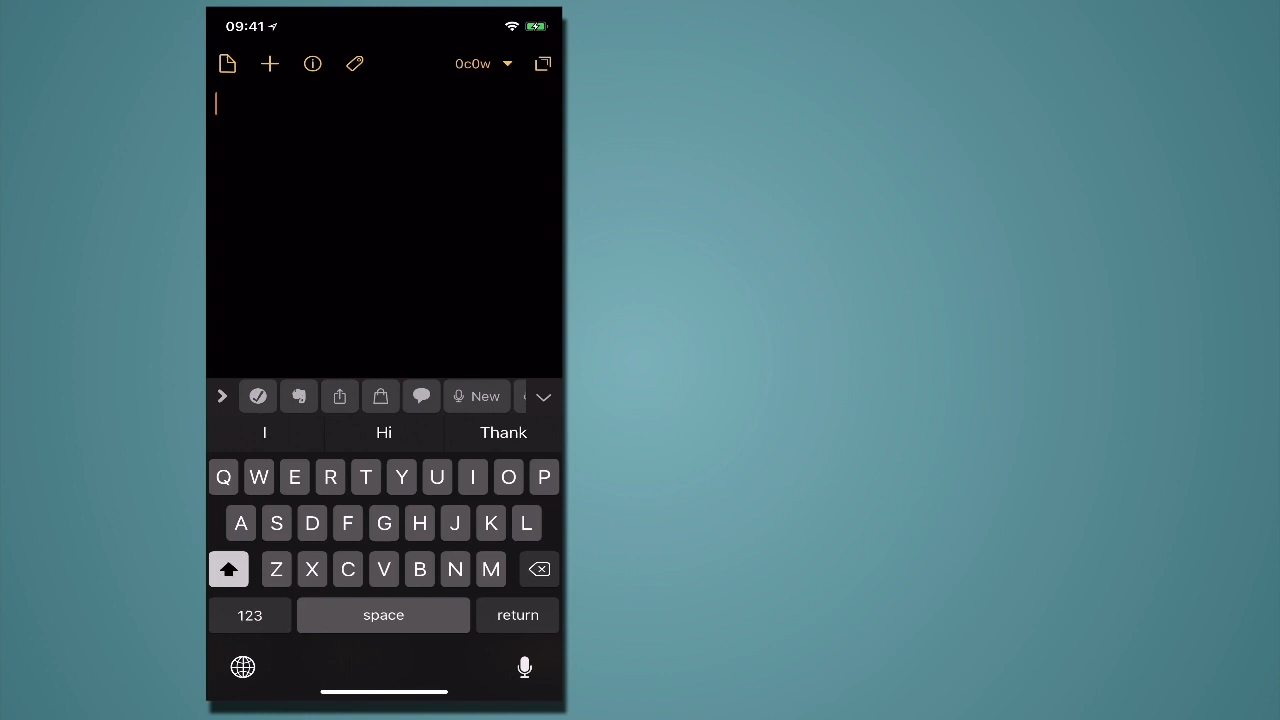 09:41
0c0w
New
I Hi Thank
Q W E R T Y U I O P
A S D F G H J K L
Z X C V B N M
123 space return